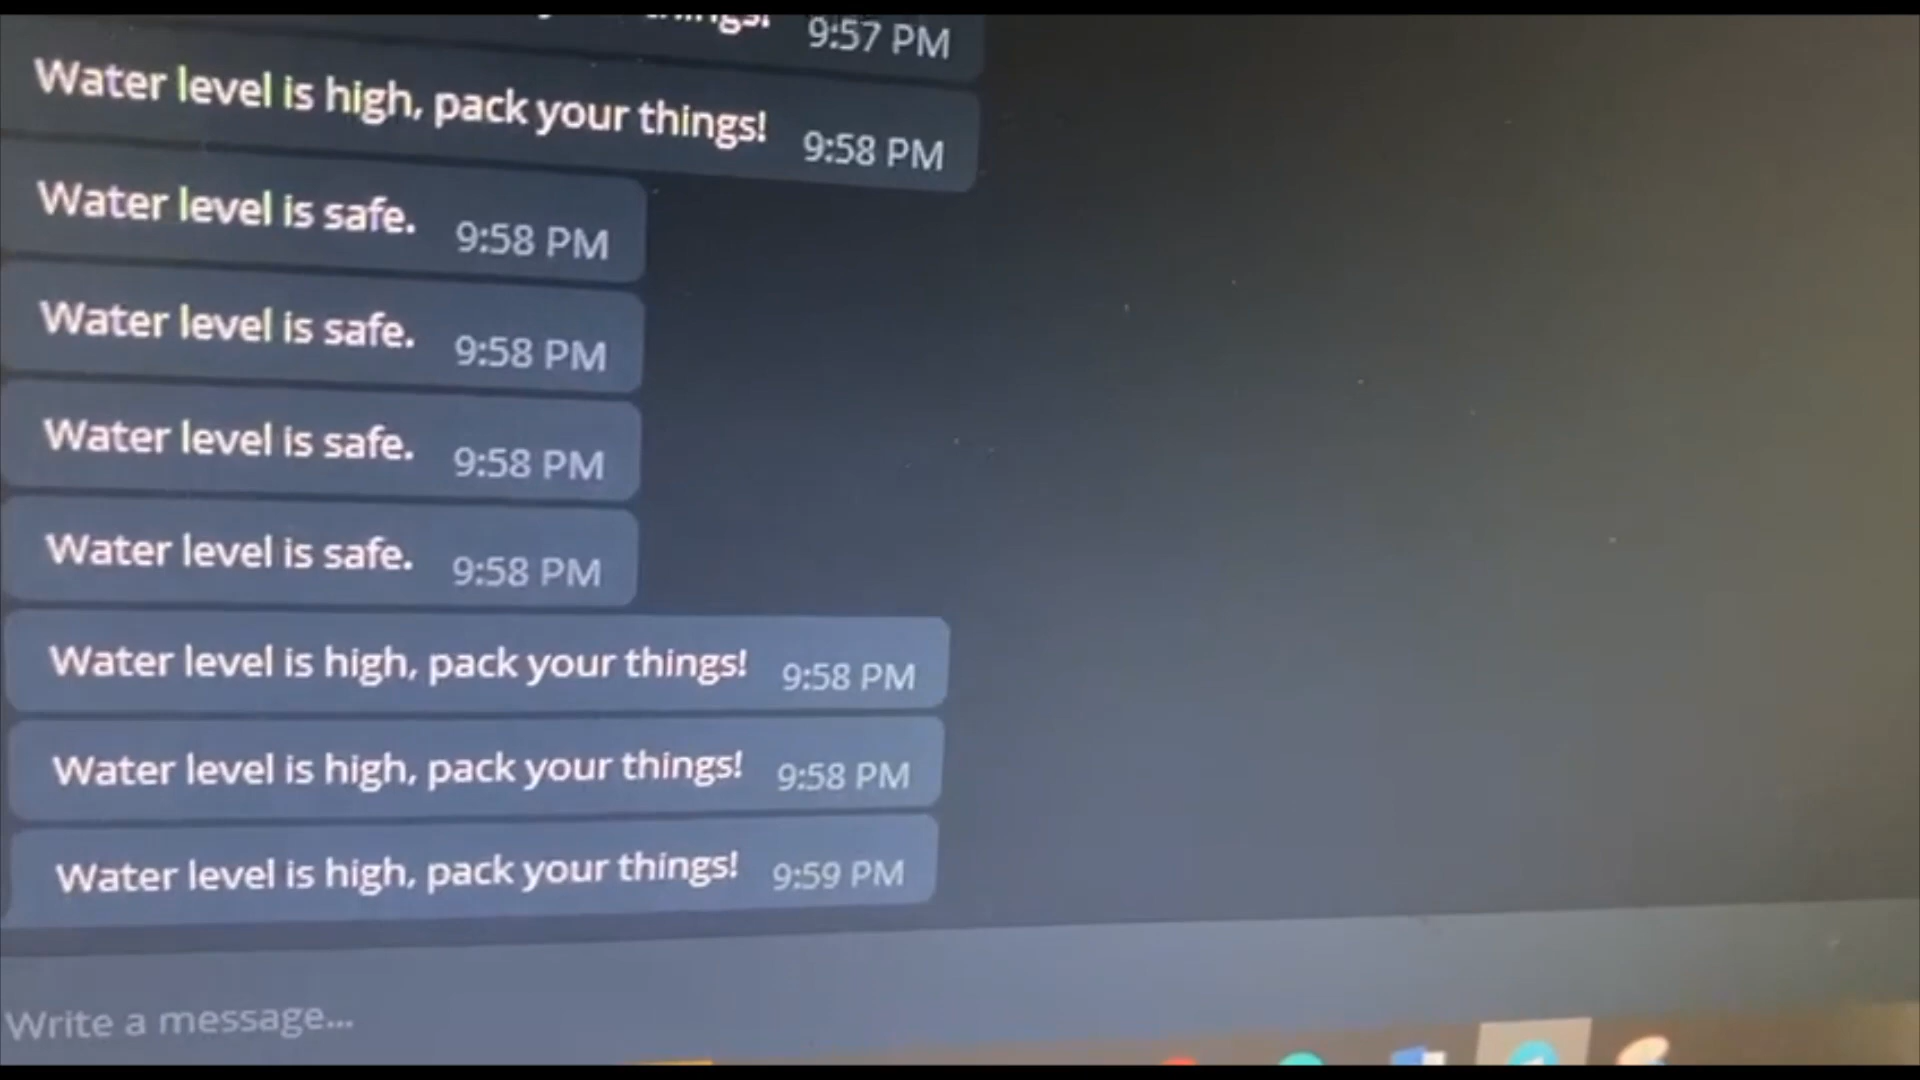 things! 9:57 PM
Water level is high, pack your things! 9:58 PM
Water level is safe. 9:58 PM
Water level is safe. 9:58 PM
Water level is safe. 9:58 PM
Water level is safe. 9:58 PM
Water level is high, pack your things! 9:58 PM
Water level is high, pack your things! 9:58 PM
Water level is high, pack your things! 9:59 PM
Write a message...